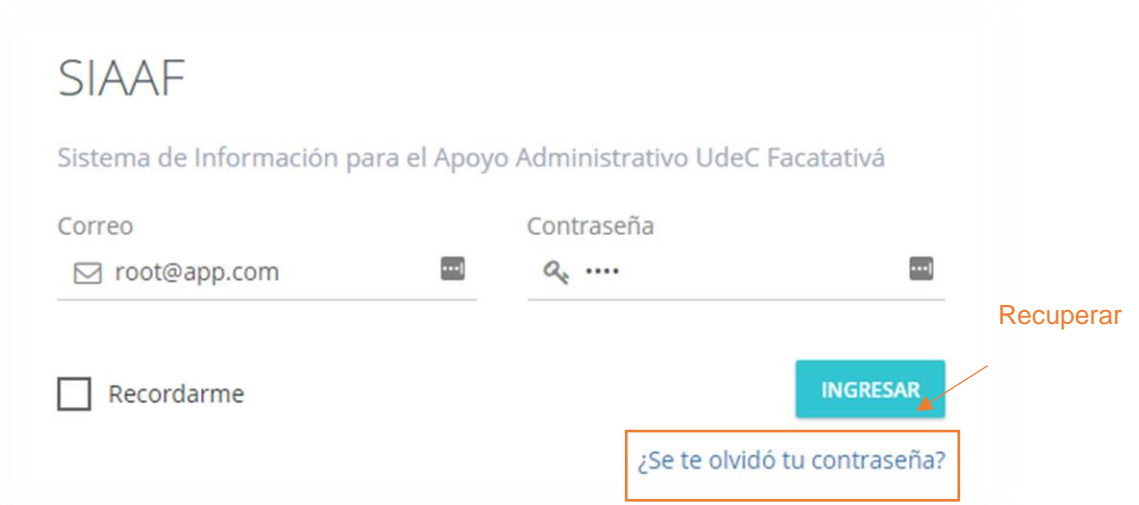 SIAAF
Sistema de Información para el Apoyo Administrativo UdeC Facatativá
Correo
Contraseña
root@app.com
••••
Recuperar
Recordarme
INGRESAR
¿Se te olvidó tu contraseña?